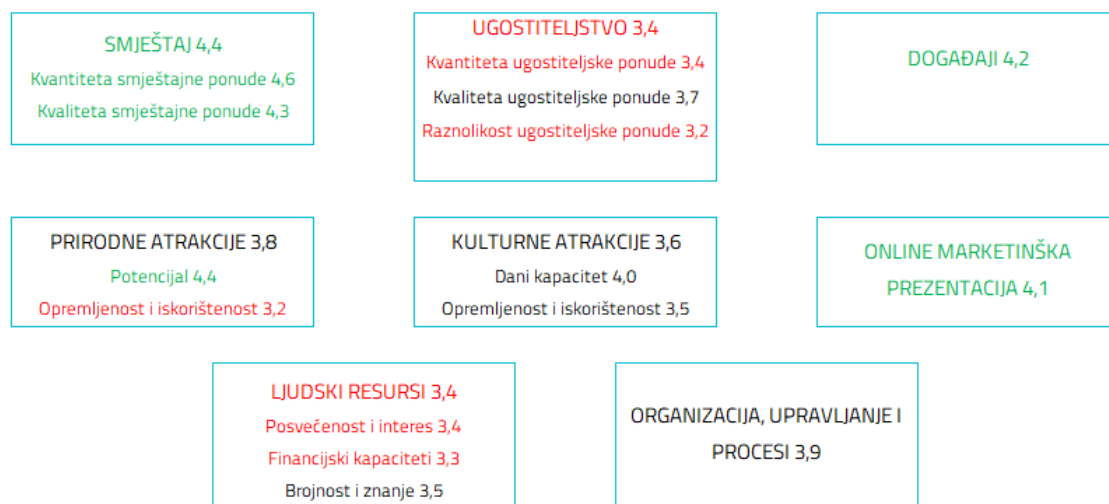 SMJEŠTAJ 4,4
Kvantiteta smještajne ponude 4,6
Kvaliteta smještajne ponude 4,3
UGOSTITELJSTVO 3,4
Kvantiteta ugostiteljske ponude 3,4
Kvaliteta ugostiteljske ponude 3,7
Raznolikost ugostiteljske ponude 3,2
DOGAĐAJI 4,2
PRIRODNE ATRAKCIJE 3,8
Potencijal 4,4
Opremljenost i iskorištenost 3,2
KULTURNE ATRAKCIJE 3,6
Dani kapacitet 4,0
Opremljenost i iskorištenost 3,5
ONLINE MARKETINŠKA
PREZENTACIJA 4,1
LJUDSKI RESURSI 3,4
Posvečenost i interes 3,4
Financijski kapaciteti 3,3
Brojnost i znanje 3,5
ORGANIZACIJA, UPRAVLJANJE I
PROCESI 3,9